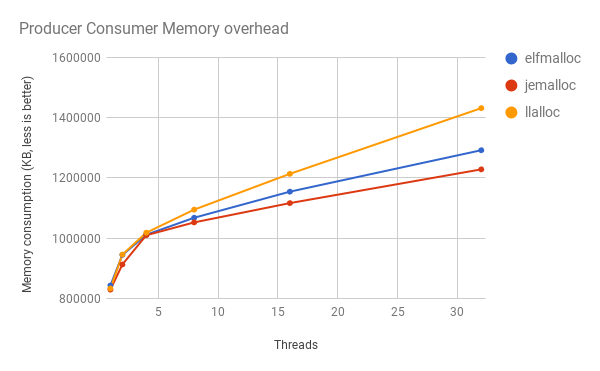 Producer Consumer Memory overhead
1600000
1400000
1200000
1000000
800000
Memory consumption (KB,less is better)
5
10
15
20
25
30
Threads
elfmalloc
jemalloc
llalloc